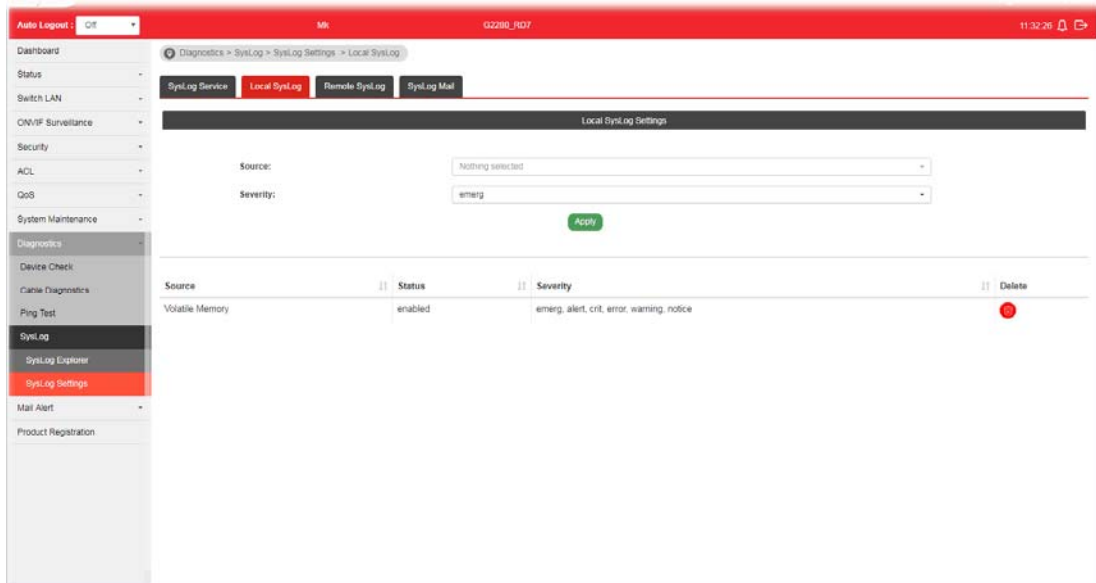 Auto Logout : Off Mk G2280_RD7 11:32:26
Dashboard
Status
Switch LAN
ONVIF Surveillance
Security
ACL
QoS
System Maintenance
Diagnostics
Device Check
Cable Diagnostics
Ping Test
SysLog
SysLog Explorer
SysLog Settings
Mail Alert
Product Registration
Diagnostics > SysLog > SysLog Settings > Local SysLog
SysLog Service Local SysLog Remote SysLog SysLog Mail
Local SysLog Settings
Source: Nothing selected
Severity: emerg
Apply
Source Status Severity Delete
Volatile Memory enabled emerg, alert, crit, error, warning, notice